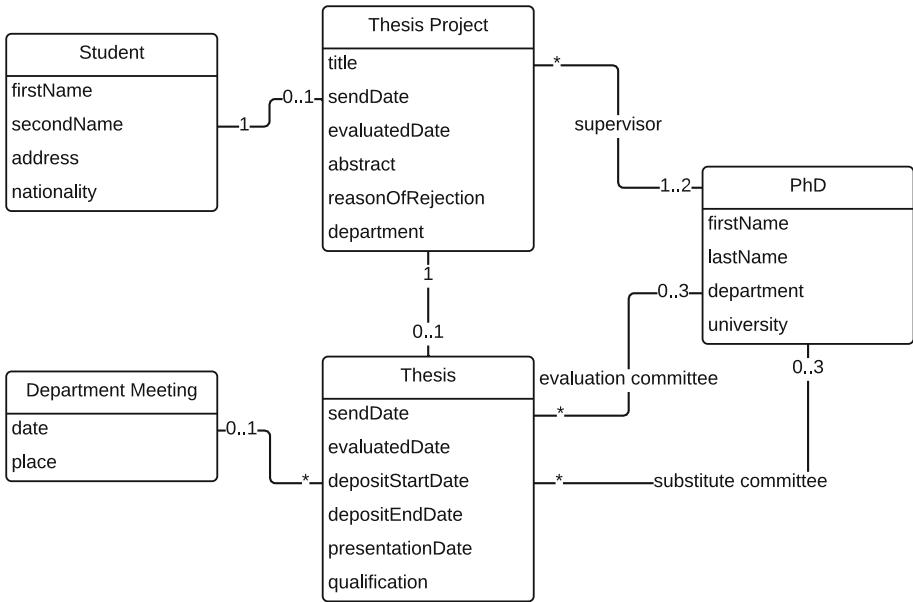 Student
firstName
secondName
address
nationality
1
0..1
Thesis Project
title
sendDate
evaluatedDate
abstract
reasonOfRejection
department
*
supervisor
1..2
PhD
firstName
lastName
department
university
1
0..1
0..3
evaluation committee
*
0..3
substitute committee
*
Department Meeting
date
place
0..1
*
Thesis
sendDate
evaluatedDate
depositStartDate
depositEndDate
presentationDate
qualification